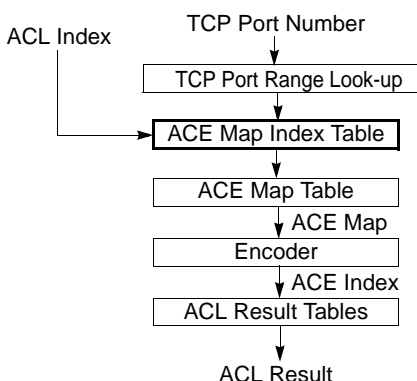 TCP Port Number
ACL Index
TCP Port Range Look-up
ACE Map Index Table
ACE Map Table
ACE Map
Encoder
ACE Index
ACL Result Tables
ACL Result